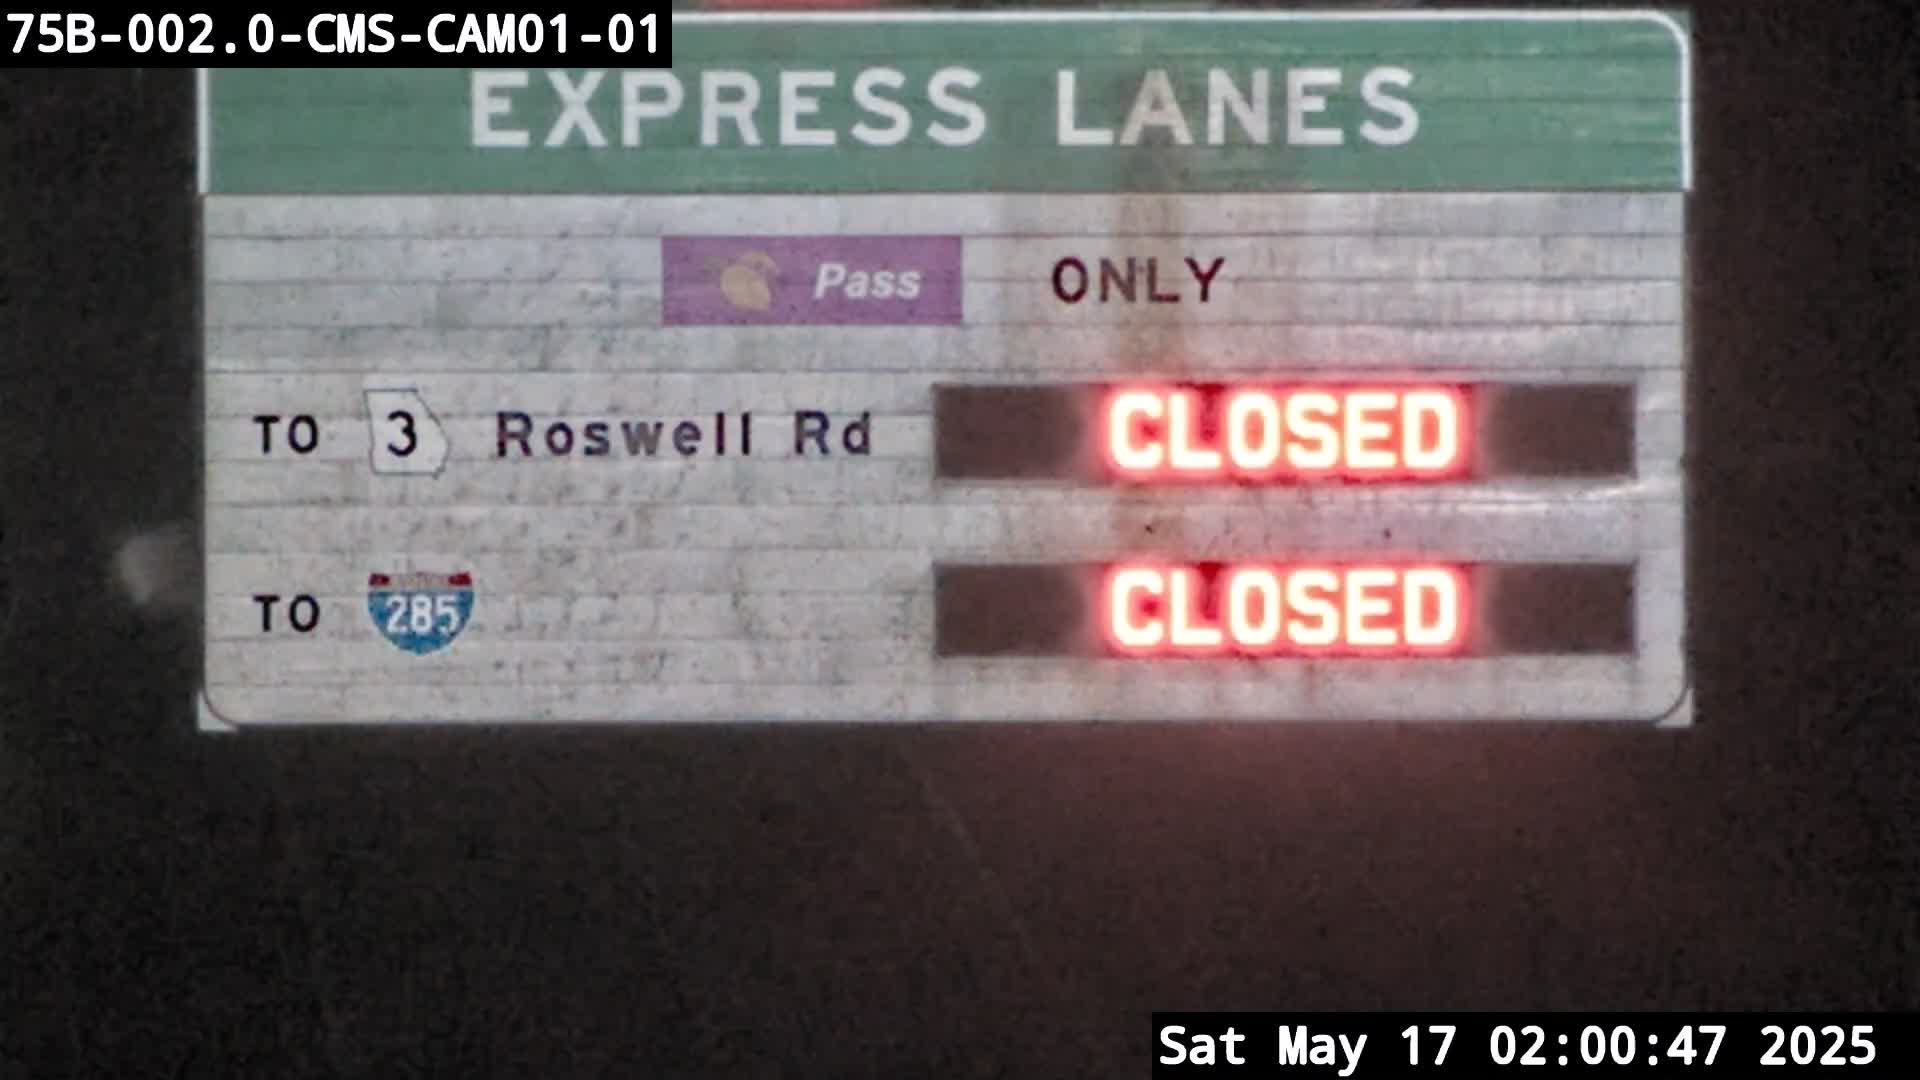 75B-002.0-CMS-CAM01-01
EXPRESS LANES
Pass ONLY
TO 3 Roswell Rd CLOSED
TO 285 CLOSED
Sat May 17 02:00:47 2025